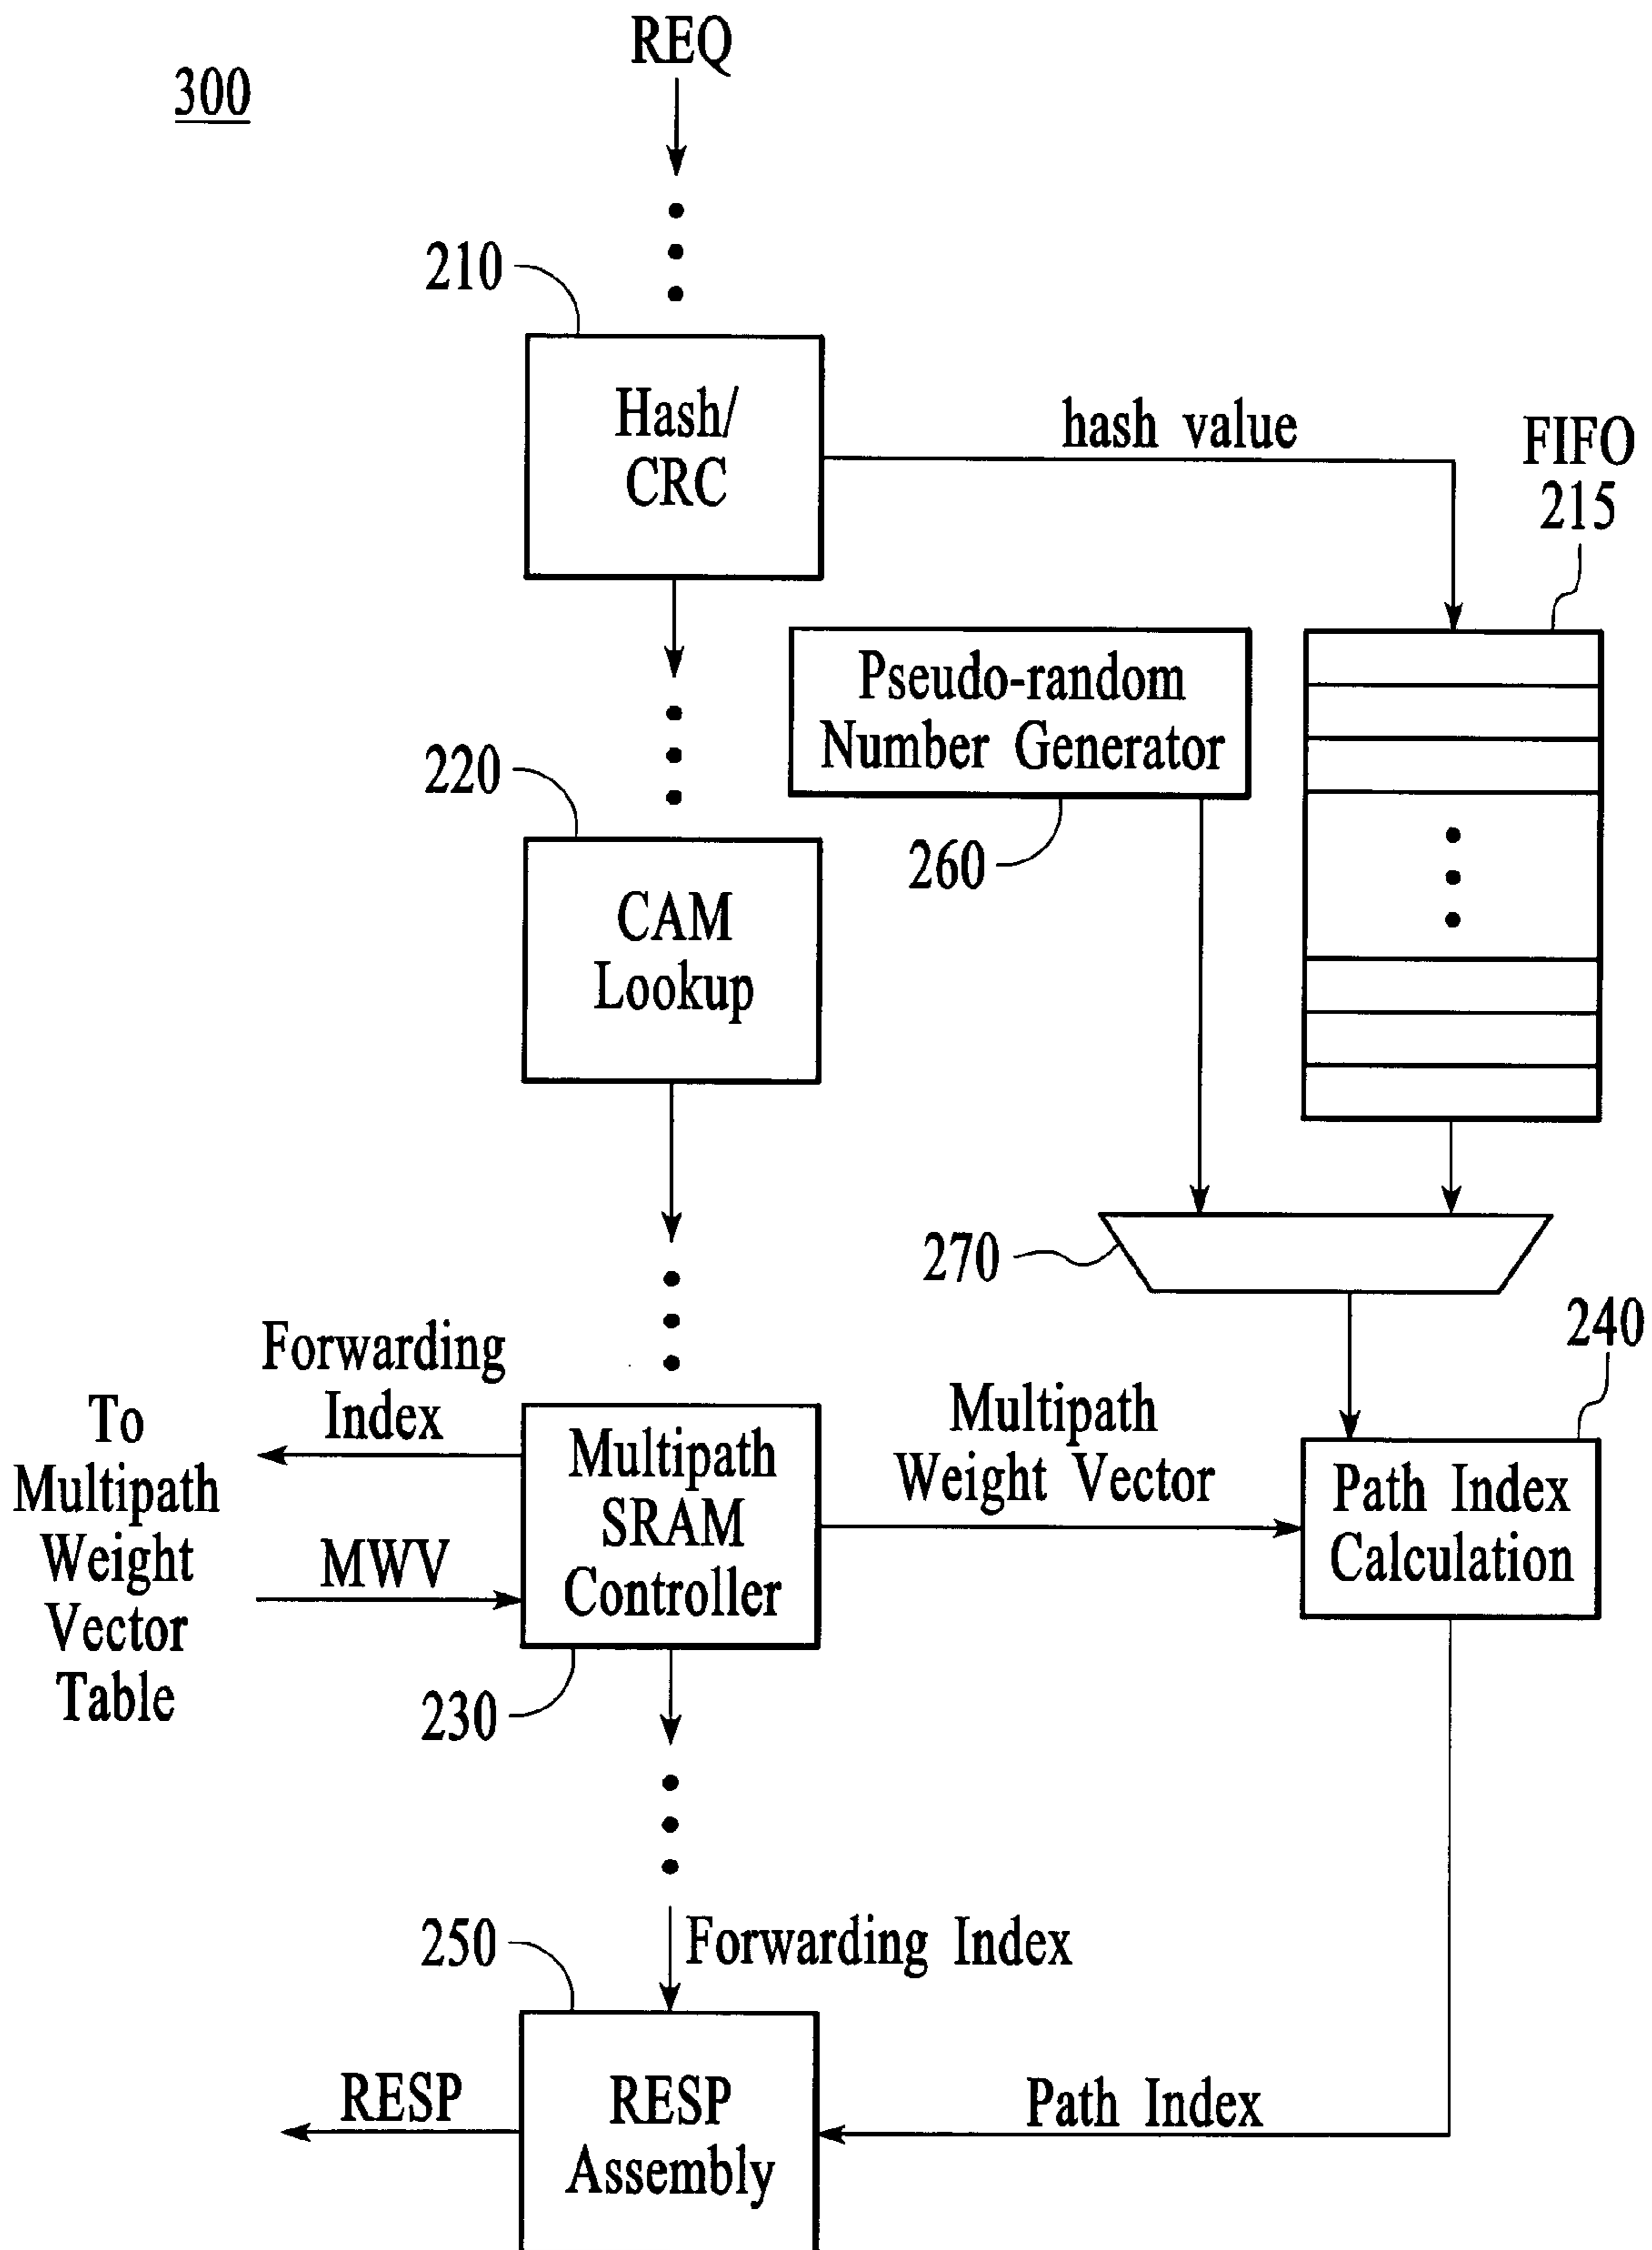 REQ
300
210
Hash/
CRC
hash value
FIFO
215
Pseudo-random
Number Generator
220
260
CAM
Lookup
270
240
Forwarding
Index
To
Multipath
Weight
Vector
Table
MWV
Multipath
SRAM
Controller
Multipath
Weight Vector
Path Index
Calculation
230
250
Forwarding Index
RESP
RESP
Assembly
Path Index